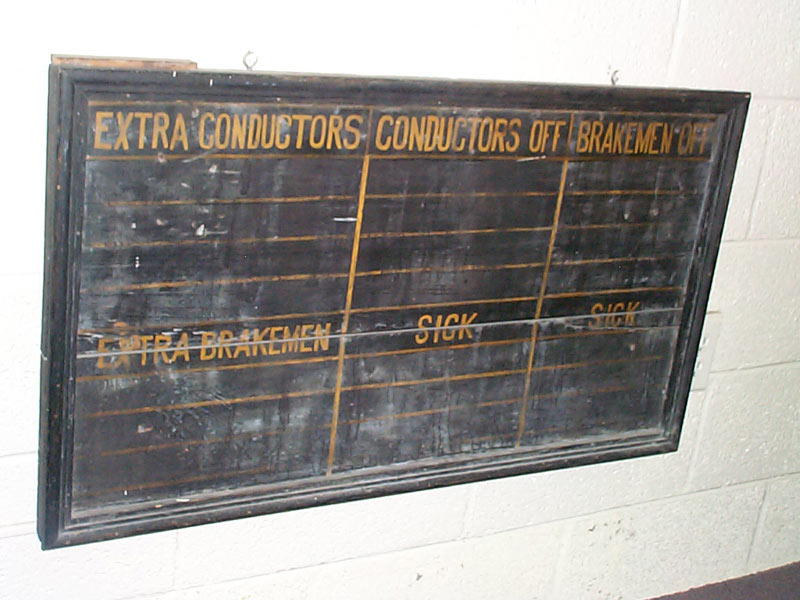 EXTRA CONDUCTORS CONDUCTORS OFF BRAKEMEN OFF
EXTRA BRAKEMEN SICK SICK